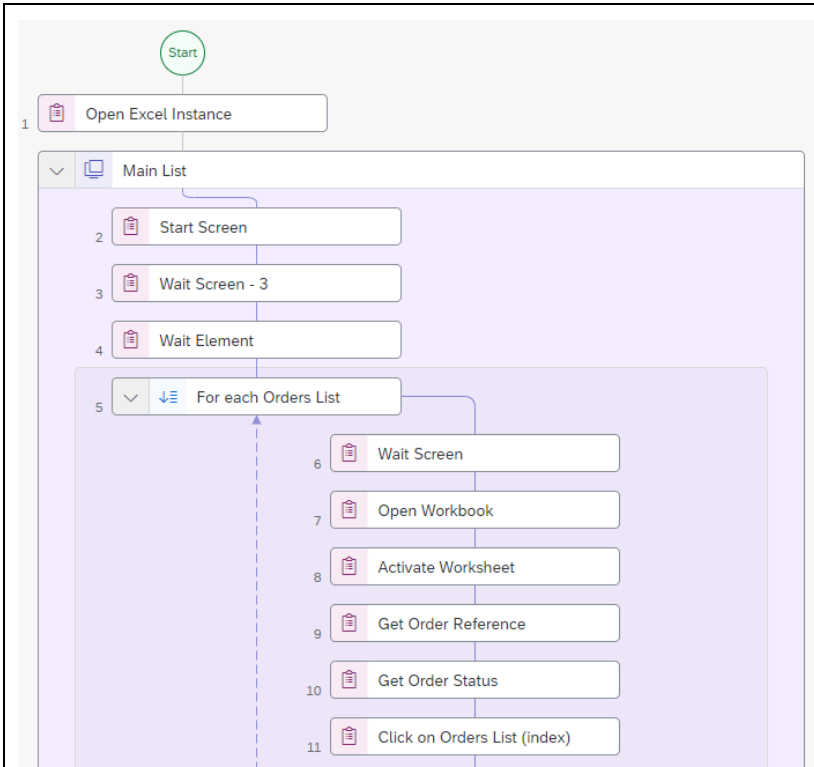 Start
1 Open Excel Instance
Main List
2 Start Screen
3 Wait Screen - 3
4 Wait Element
5 For each Orders List
6 Wait Screen
7 Open Workbook
8 Activate Worksheet
9 Get Order Reference
10 Get Order Status
11 Click on Orders List (index)